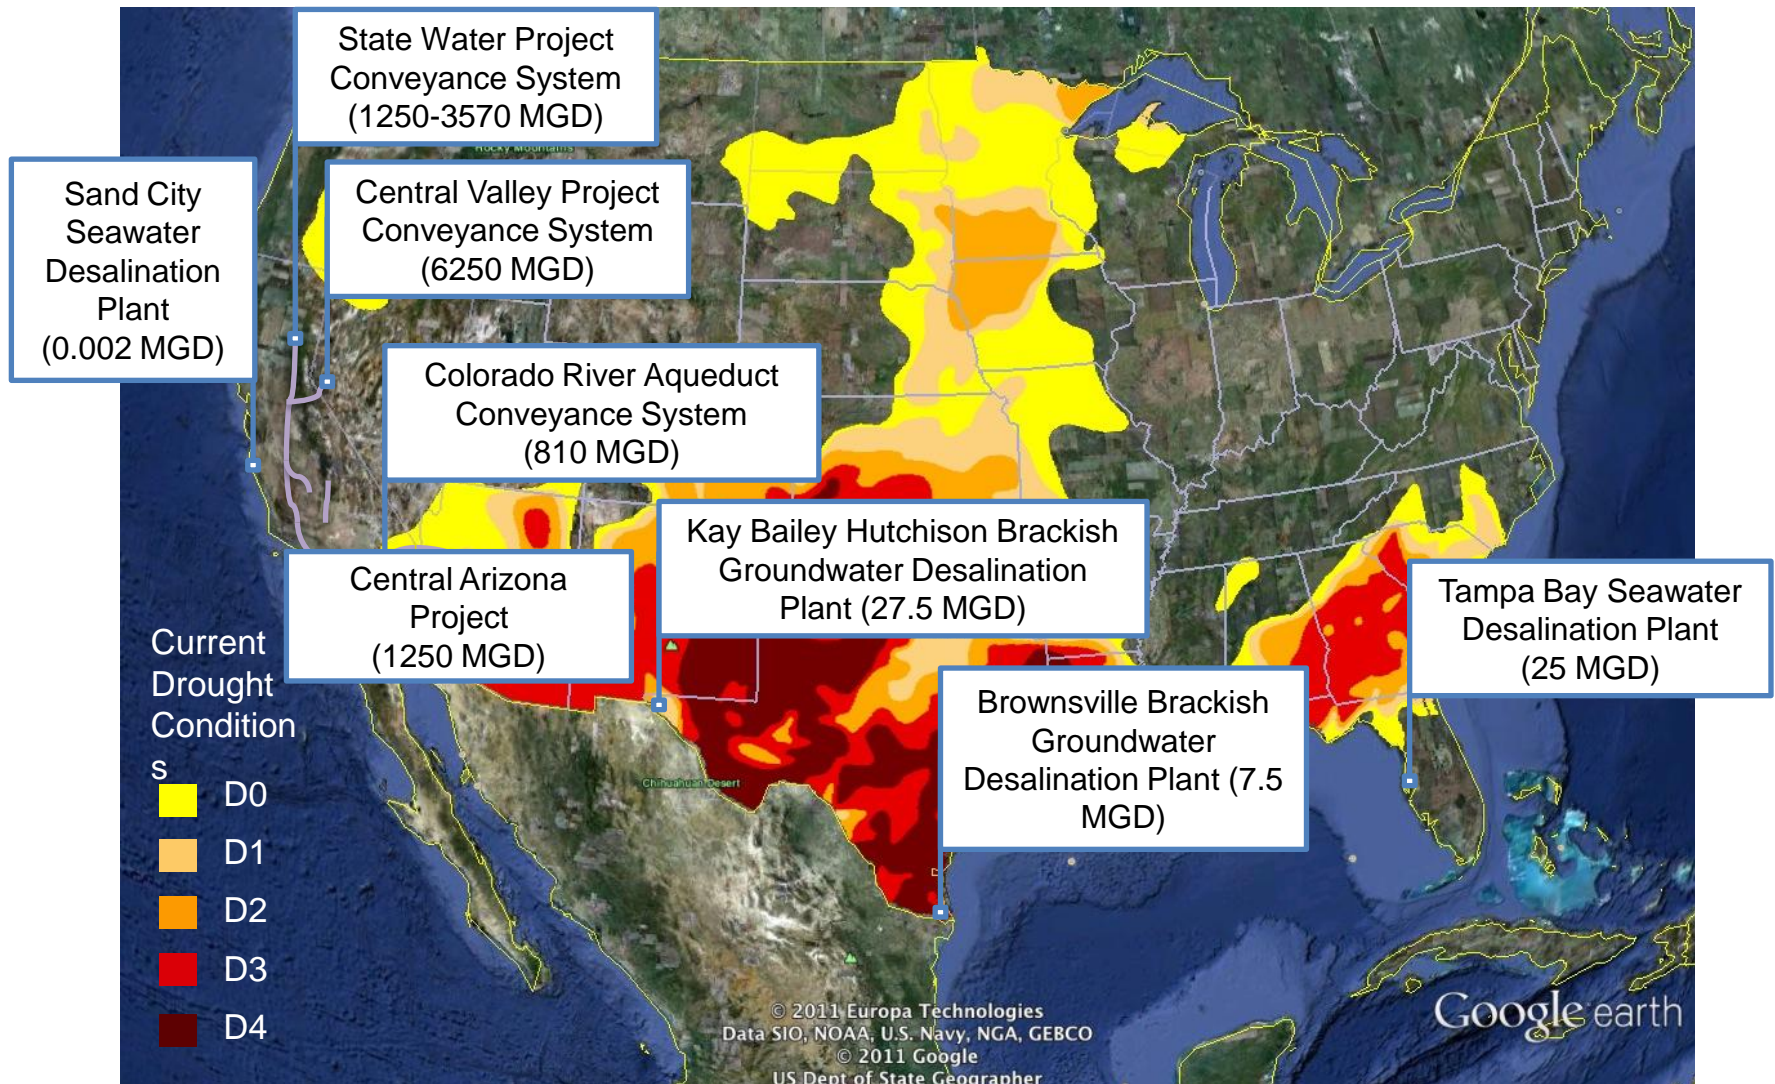 State Water Project
Conveyance System
(1250-3570 MGD)
Rocky Mountains
Sand City
Seawater
Desalination
Plant
(0.002 MGD)
Central Valley Project
Conveyance System
(6250 MGD)
Colorado River Aqueduct
Conveyance System
(810 MGD)
Kay Bailey Hutchison Brackish
Groundwater Desalination
Plant (27.5 MGD)
Central Arizona
Project
(1250 MGD)
Tampa Bay Seawater
Desalination Plant
(25 MGD)
Brownsville Brackish
Groundwater
Desalination Plant (7.5
MGD)
Chihuahuan Desert
Current
Drought
Condition
s
D0
D1
D2
D3
D4
© 2011 Europa Technologies
Data SIO, NOAA, U.S. Navy, NGA, GEBCO
© 2011 Google
US Dept of State Geographer
Google earth